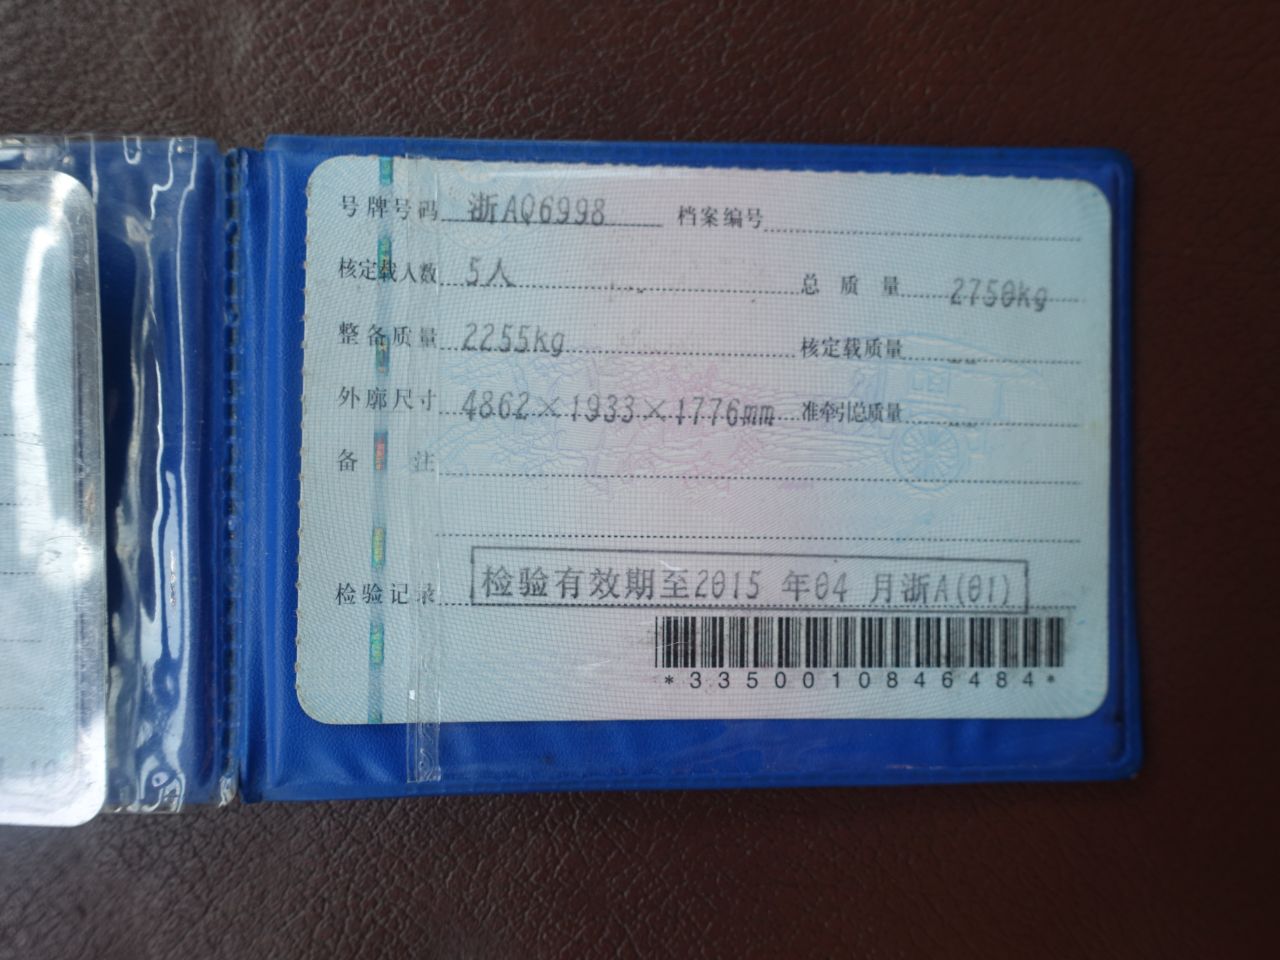 号牌号码 浙AQ6998 档案编号
核定载人数 5人 总质量 2750kg
整备质量 2255kg 核定载质量 --
外廓尺寸 4862×1933×1776mm 准牵引总质量 --
备注
检验记录 检验有效期至2015 年04 月浙A(01)
*3350010846484*